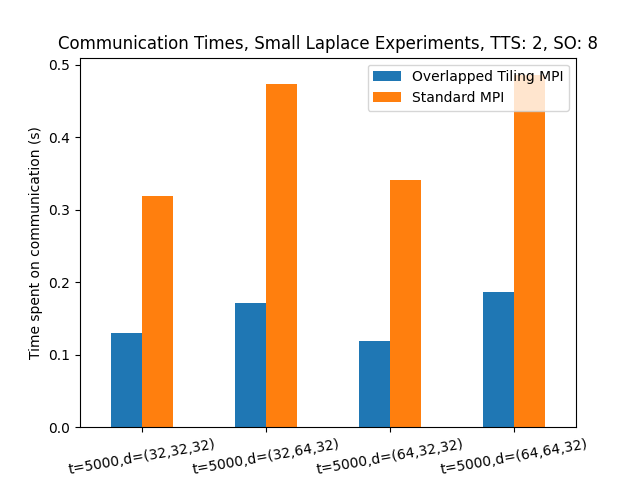 Communication Times, Small Laplace Experiments, TTS: 2, SO: 8
Overlapped Tiling MPI
Standard MPI
Time spent on communication (s)
0.5
0.4
0.3
0.2
0.1
0.0
t=5000,d=(32,32,32)
t=5000,d=(32,64,32)
t=5000,d=(64,32,32)
t=5000,d=(64,64,32)